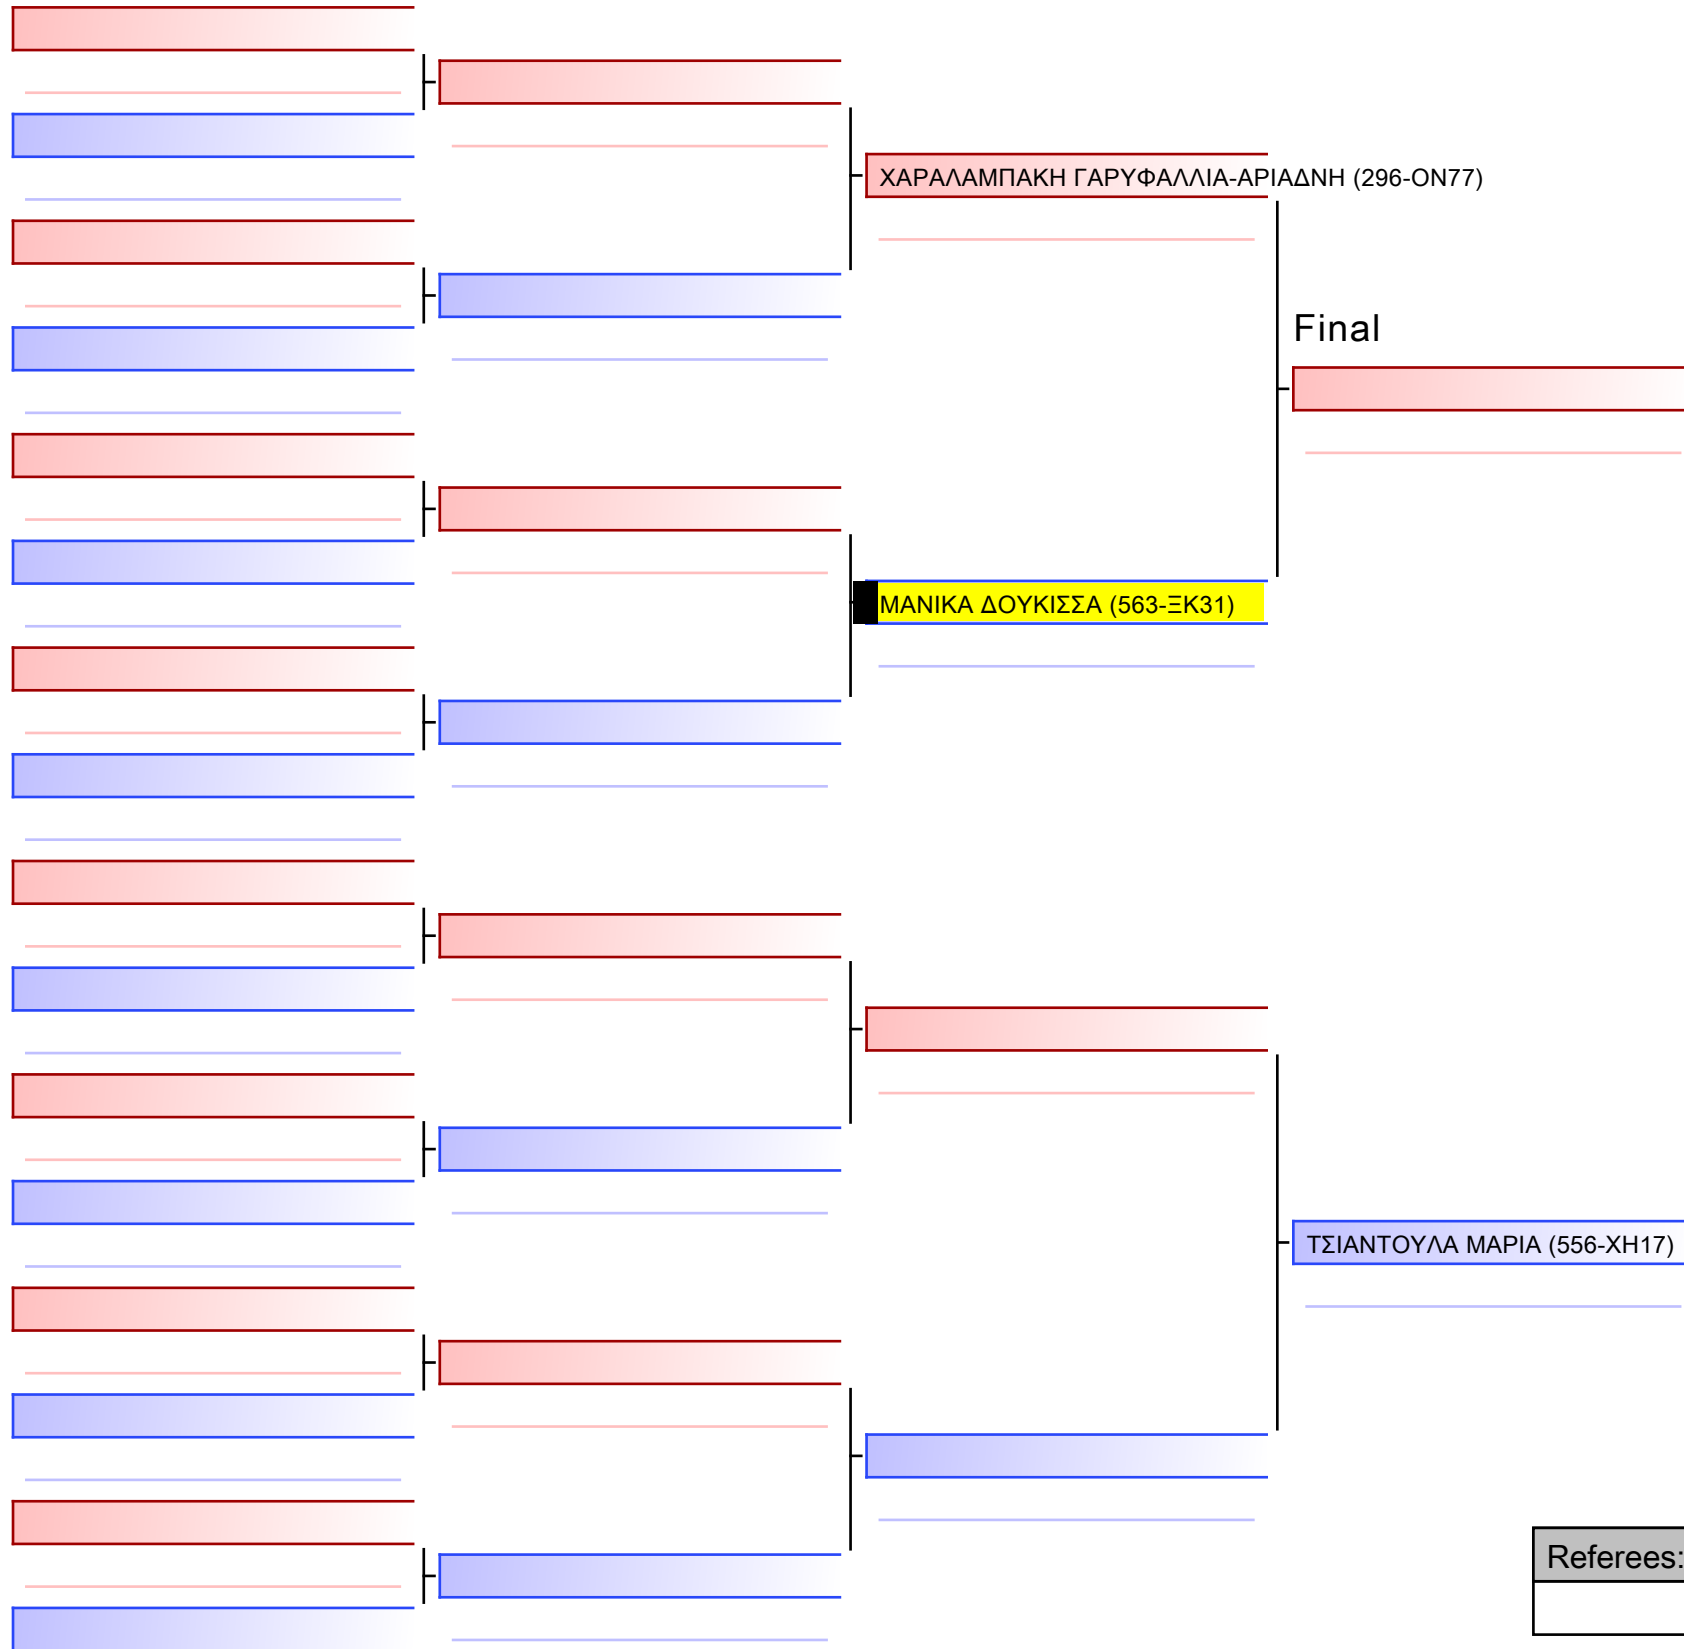 ΧΑΡΑΛΑΜΠΑΚΗ ΓΑΡΥΦΑΛΛΙΑ-ΑΡΙΑΔΝΗ (296-ΟΝ77)
Final
ΜΑΝΙΚΑ ΔΟΥΚΙΣΣΑ (563-ΞΚ31)
ΤΣΙΑΝΤΟΥΛΑ ΜΑΡΙΑ (556-ΧΗ17)
Referees: